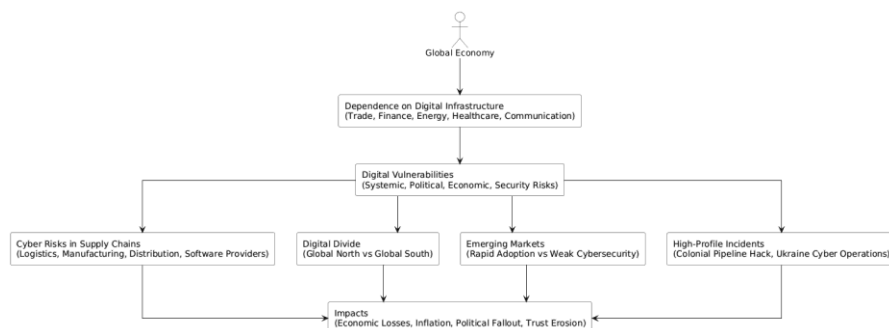 Global Economy
Dependence on Digital Infrastructure
(Trade, Finance, Energy, Healthcare, Communication)
Digital Vulnerabilities
(Systemic, Political, Economic, Security Risks)
Cyber Risks in Supply Chains
(Logistics, Manufacturing, Distribution, Software Providers)
Digital Divide
(Global North vs Global South)
Emerging Markets
(Rapid Adoption vs Weak Cybersecurity)
High-Profile Incidents
(Colonial Pipeline Hack, Ukraine Cyber Operations)
Impacts
(Economic Losses, Inflation, Political Fallout, Trust Erosion)